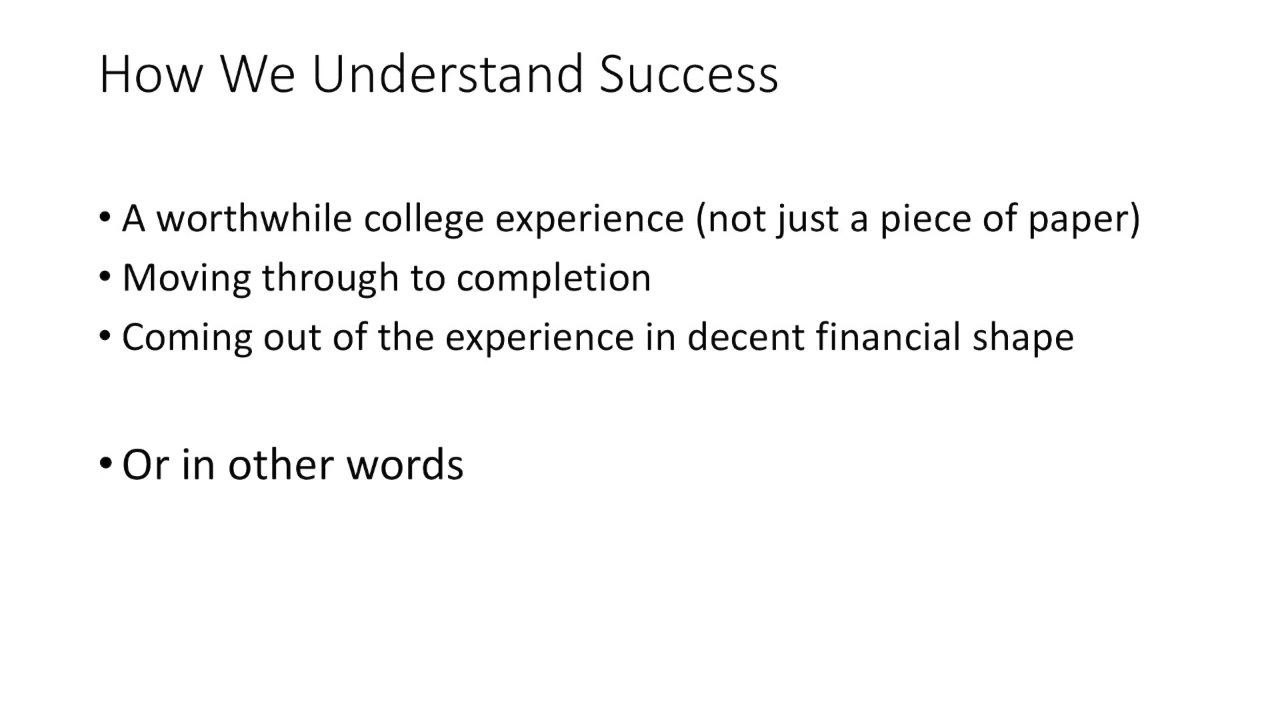 How We Understand Success
• A worthwhile college experience (not just a piece of paper)
• Moving through to completion
• Coming out of the experience in decent financial shape
• Or in other words